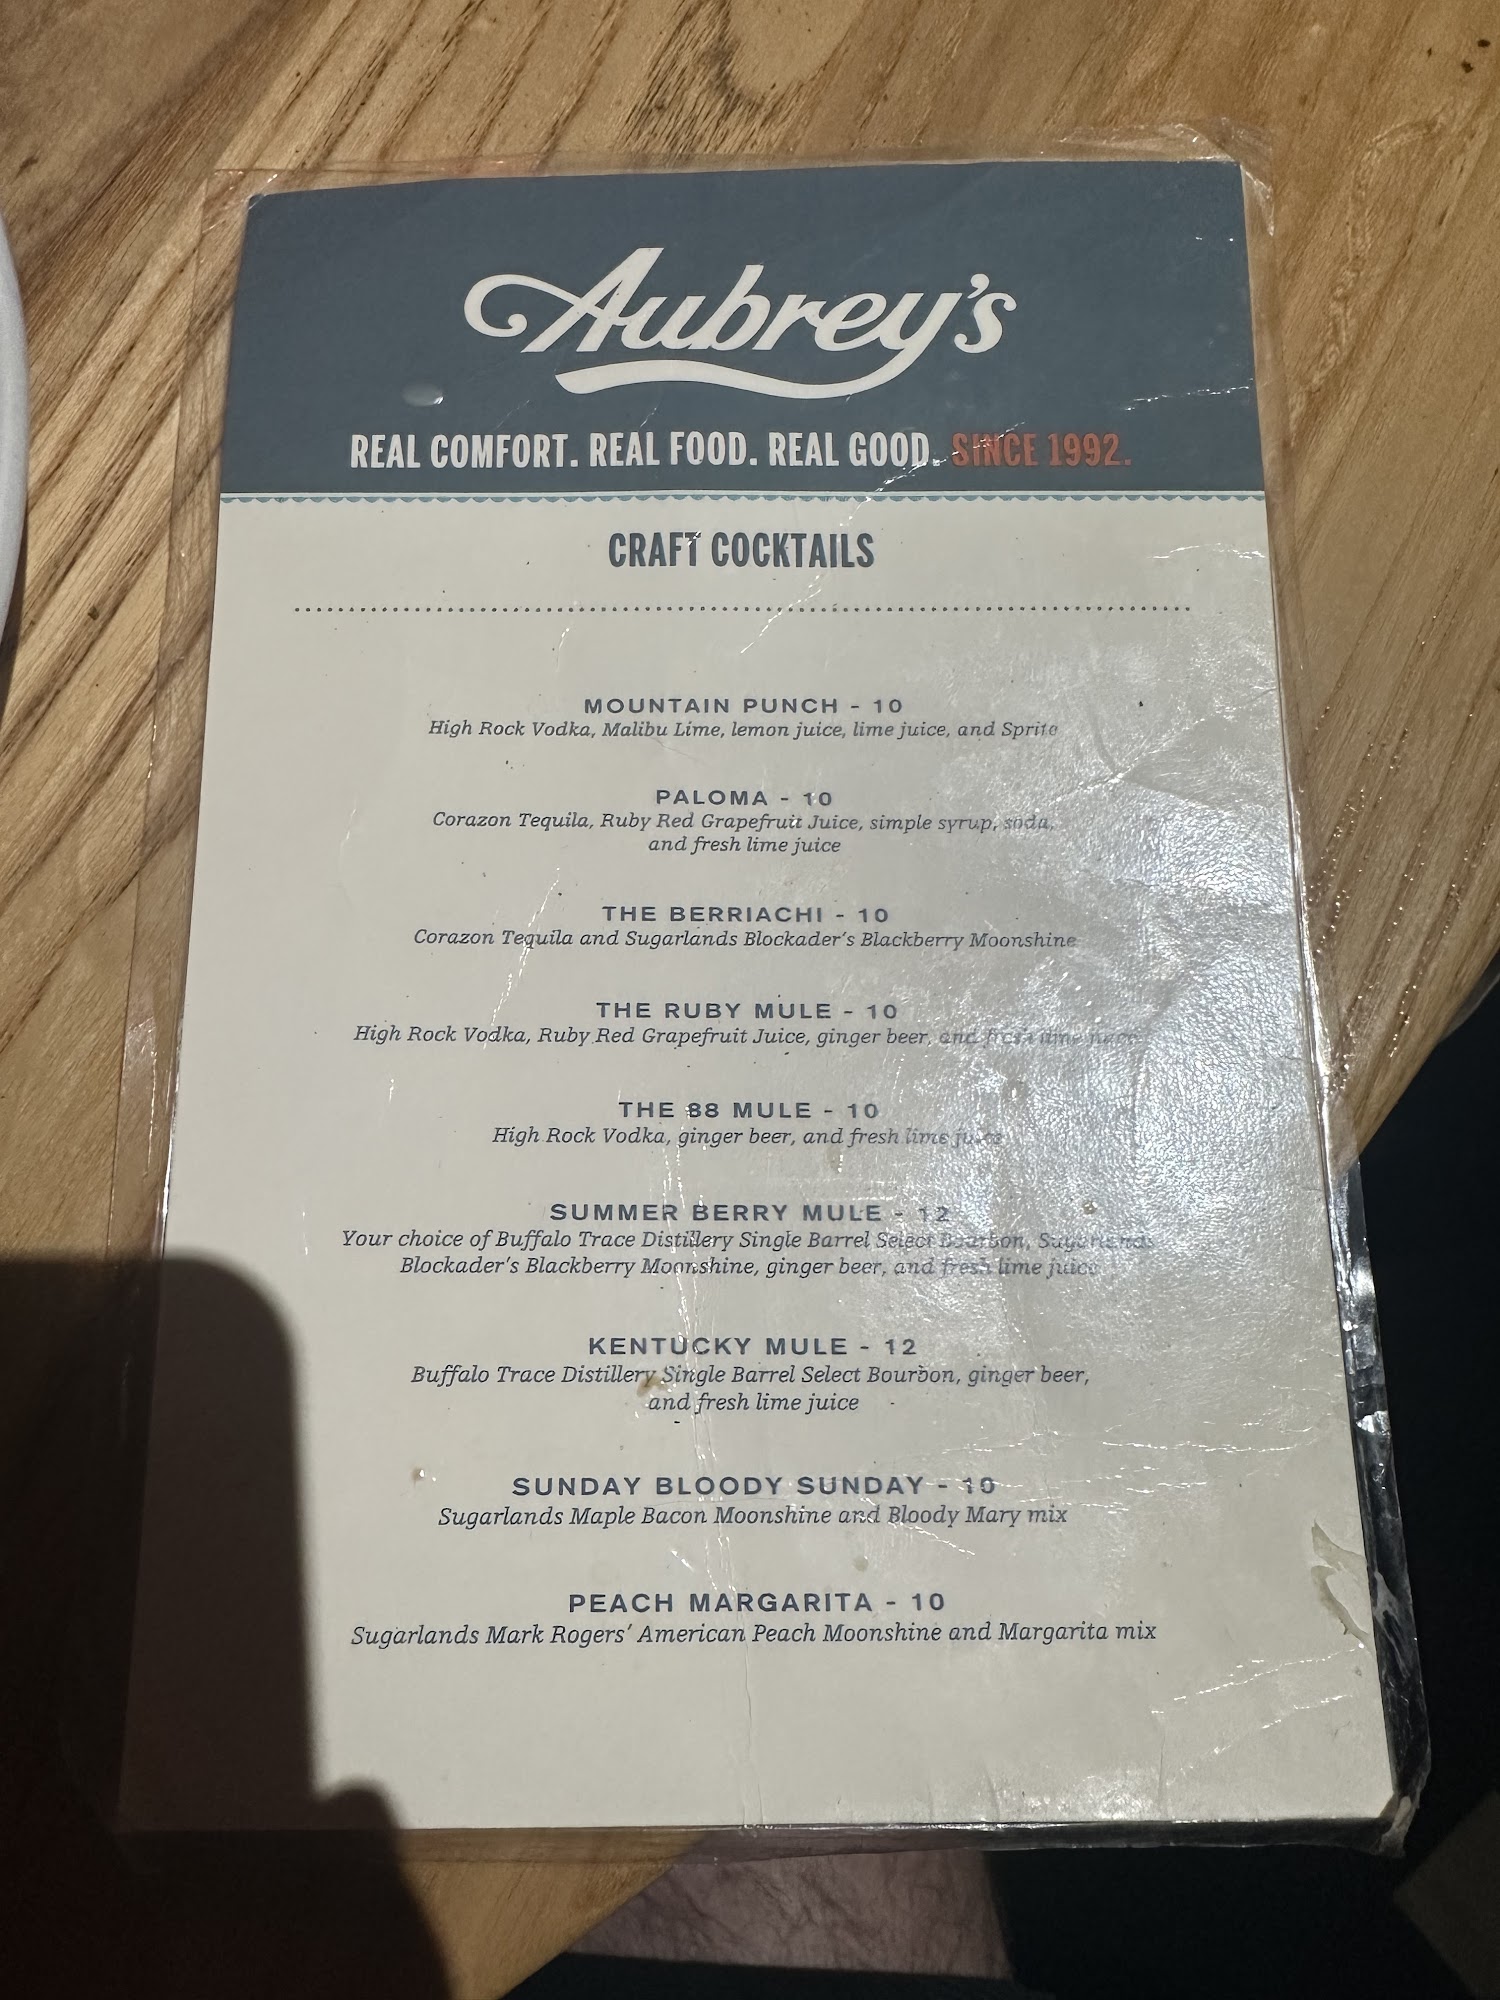 Aubrey's
REAL COMFORT. REAL FOOD. REAL GOOD. SINCE 1992.
CRAFT COCKTAILS
MOUNTAIN PUNCH - 10
High Rock Vodka, Malibu Lime, lemon juice, lime juice, and Sprite
PALOMA - 10
Corazon Tequila, Ruby Red Grapefruit Juice, simple syrup, soda,
and fresh lime juice
THE BERRIACHI - 10
Corazon Tequila and Sugarlands Blockader's Blackberry Moonshine
THE RUBY MULE - 10
High Rock Vodka, Ruby Red Grapefruit Juice, ginger beer, and fresh lime juice
THE 88 MULE - 10
High Rock Vodka, ginger beer, and fresh lime juice
SUMMER BERRY MULE - 12
Your choice of Buffalo Trace Distillery Single Barrel Select Bourbon, Sugarlands
Blockader's Blackberry Moonshine, ginger beer, and fresh lime juice
KENTUCKY MULE - 12
Buffalo Trace Distillery Single Barrel Select Bourbon, ginger beer,
and fresh lime juice
SUNDAY BLOODY SUNDAY - 10
Sugarlands Maple Bacon Moonshine and Bloody Mary mix
PEACH MARGARITA - 10
Sugarlands Mark Rogers' American Peach Moonshine and Margarita mix